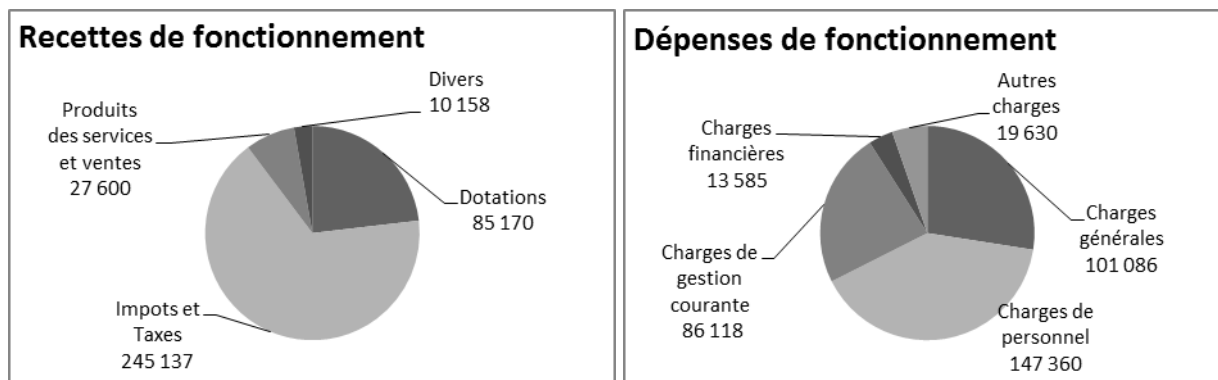 Recettes de fonctionnement
Divers
10 158
Produits
des services
et ventes
27 600
Dotations
85 170
Impots et
Taxes
245 137
Dépenses de fonctionnement
Autres
charges
19 630
Charges
financières
13 585
Charges
générales
101 086
Charges de
gestion
courante
86 118
Charges de
personnel
147 360